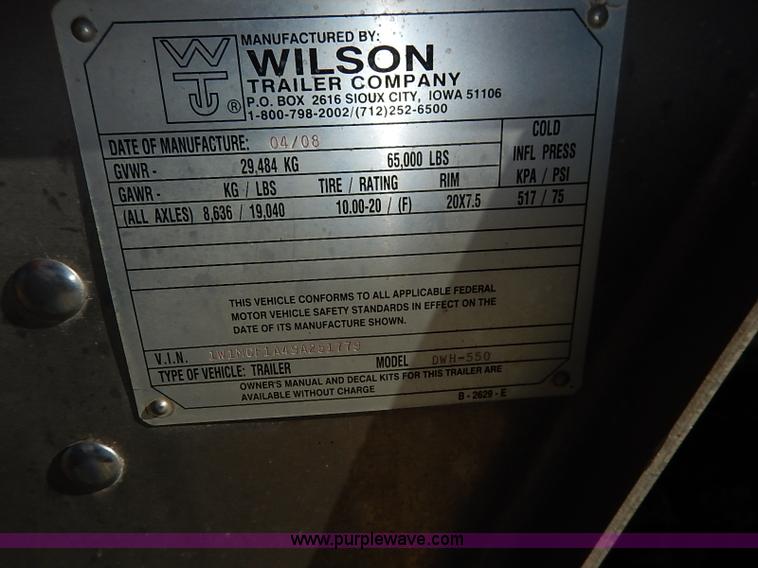 MANUFACTURED BY:
WTC ®
WILSON
TRAILER COMPANY
P.O. BOX 2616 SIOUX CITY, IOWA 51106
1-800-798-2002/(712)252-6500
DATE OF MANUFACTURE: 04/08
COLD
INFL PRESS
KPA / PSI
GVWR - 29,484 KG 65,000 LBS
GAWR - KG / LBS TIRE / RATING RIM
(ALL AXLES) 8,636 / 19,040 10.00-20 / (F) 20X7.5 517 / 75
THIS VEHICLE CONFORMS TO ALL APPLICABLE FEDERAL
MOTOR VEHICLE SAFETY STANDARDS IN EFFECT ON THE
DATE OF ITS MANUFACTURE SHOWN.
V.I.N. 1W1MCF1A49A251779 MODEL DWH-550
TYPE OF VEHICLE: TRAILER
OWNER'S MANUAL AND DECAL KITS FOR THIS TRAILER ARE
AVAILABLE WITHOUT CHARGE
B - 2629 - E
www.purplewave.com